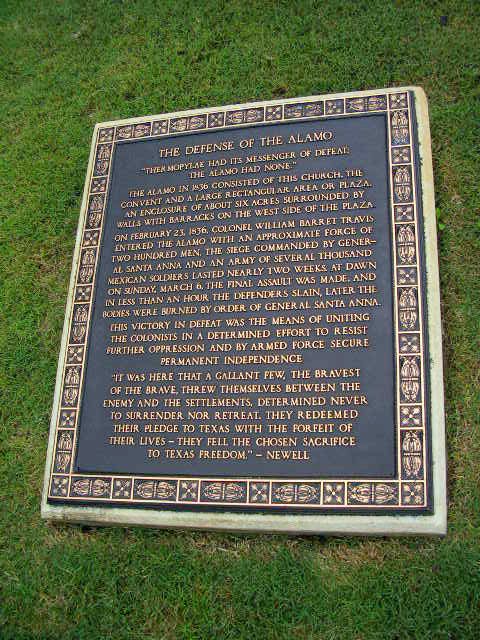 THE DEFENSE OF THE ALAMO
"THERMOPYLAE HAD ITS MESSENGER OF DEFEAT;
THE ALAMO HAD NONE."
THE ALAMO IN 1836 CONSISTED OF THIS CHURCH, THE
CONVENT AND A LARGE RECTANGULAR AREA OR PLAZA,
AN ENCLOSURE OF ABOUT SIX ACRES SURROUNDED BY
WALLS WITH BARRACKS ON THE WEST SIDE OF THE PLAZA
ON FEBRUARY 23, 1836, COLONEL WILLIAM BARRET TRAVIS
ENTERED THE ALAMO WITH AN APPROXIMATE FORCE OF
TWO HUNDRED MEN. THE SIEGE COMMANDED BY GENER-
AL SANTA ANNA AND AN ARMY OF SEVERAL THOUSAND
MEXICAN SOLDIERS LASTED NEARLY TWO WEEKS. AT DAWN
ON SUNDAY, MARCH 6, THE FINAL ASSAULT WAS MADE, AND
IN LESS THAN AN HOUR THE DEFENDERS SLAIN, LATER THE
BODIES WERE BURNED BY ORDER OF GENERAL SANTA ANNA.
THIS VICTORY IN DEFEAT WAS THE MEANS OF UNITING
THE COLONISTS IN A DETERMINED EFFORT TO RESIST
FURTHER OPPRESSION AND BY ARMED FORCE SECURE
PERMANENT INDEPENDENCE
"IT WAS HERE THAT A GALLANT FEW, THE BRAVEST
OF THE BRAVE, THREW THEMSELVES BETWEEN THE
ENEMY AND THE SETTLEMENTS, DETERMINED NEVER
TO SURRENDER NOR RETREAT. THEY REDEEMED
THEIR PLEDGE TO TEXAS WITH THE FORFEIT OF
THEIR LIVES – THEY FELL THE CHOSEN SACRIFICE
TO TEXAS FREEDOM." – NEWELL